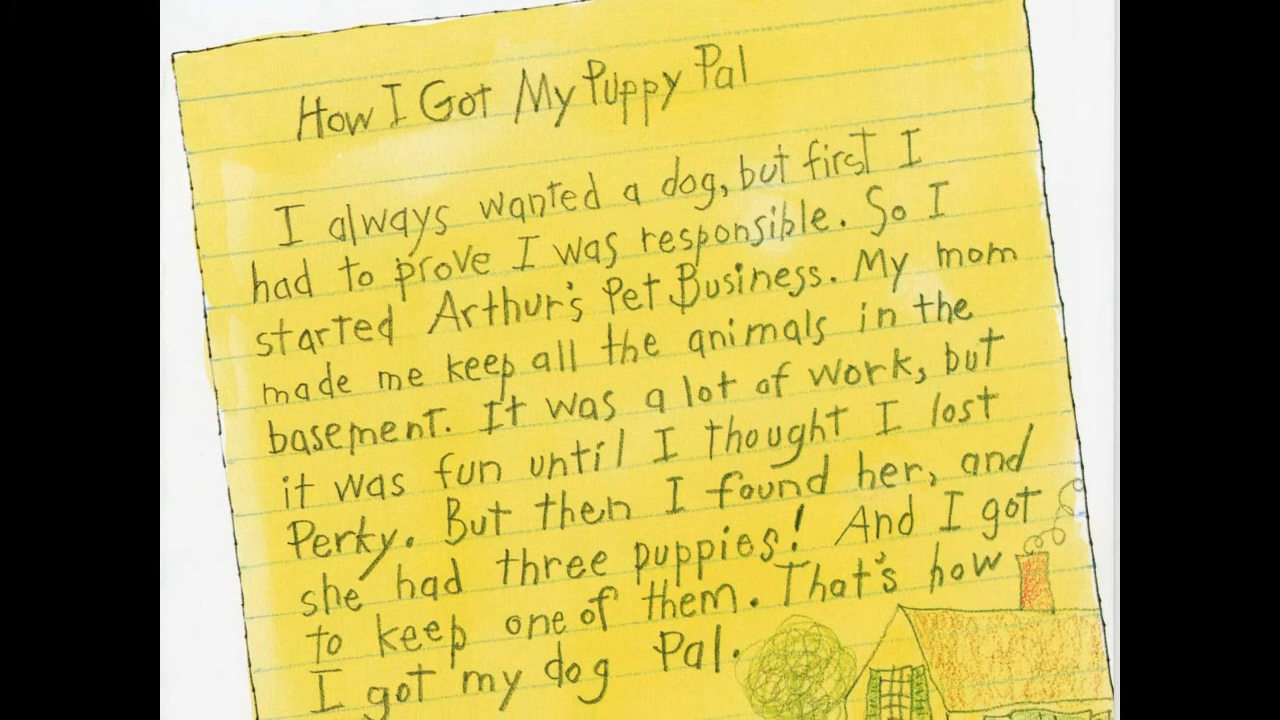 How I Got My Puppy Pal
I always wanted a dog, but first I
had to prove I was responsible. So I
started Arthur's Pet Business. My mom
made me keep all the animals in the
basement. It was a lot of work, but
it was fun until I thought I lost
Perky. But then I found her, and
she had three puppies! And I got
to keep one of them. That's how
I got my dog Pal.